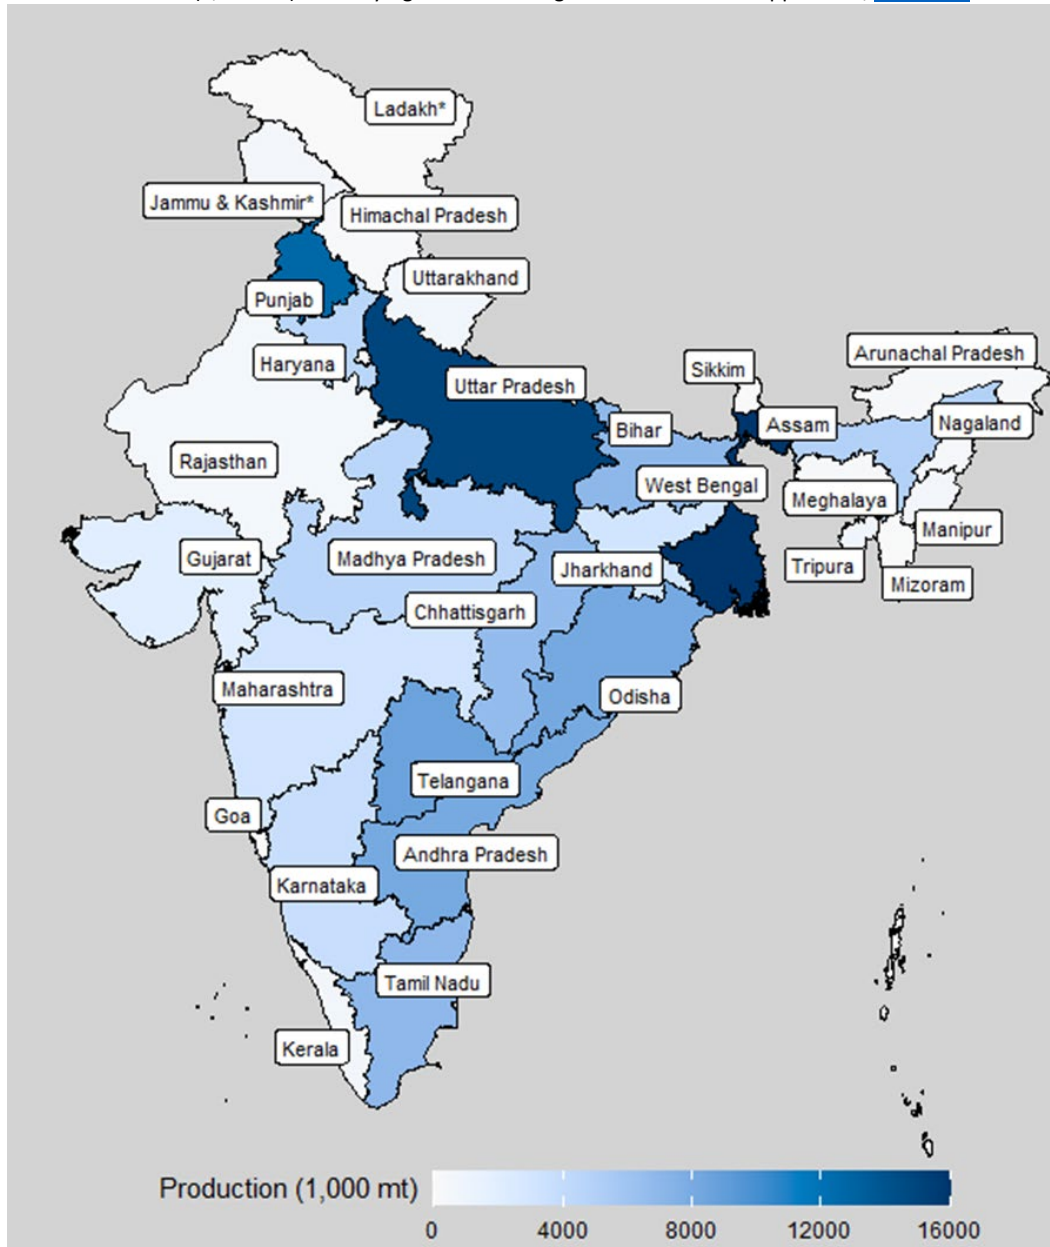 Ladakh*
Jammu & Kashmir*
Himachal Pradesh
Uttarakhand
Punjab
Haryana
Arunachal Pradesh
Sikkim
Uttar Pradesh
Nagaland
Assam
Bihar
Rajasthan
West Bengal
Meghalaya
Manipur
Gujarat
Madhya Pradesh
Jharkhand
Tripura
Mizoram
Chhattisgarh
Maharashtra
Odisha
Telangana
Goa
Andhra Pradesh
Karnataka
Tamil Nadu
Kerala
Production (1,000 mt)
0 4000 8000 12000 16000